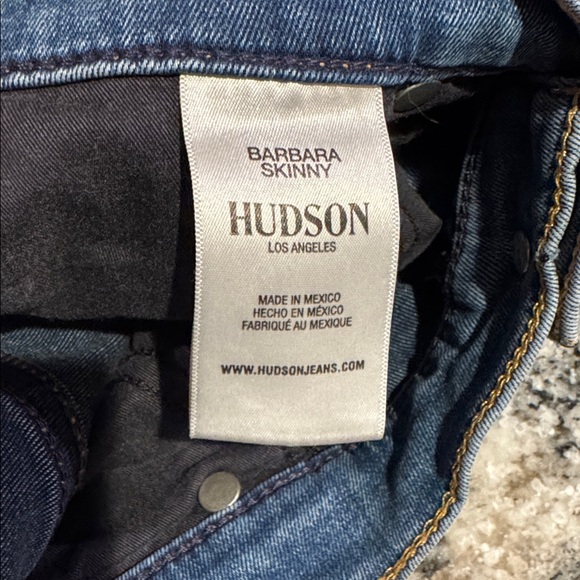 BARBARA
SKINNY
HUDSON
LOS ANGELES
MADE IN MEXICO
HECHO EN MÉXICO
FABRIQUÉ AU MEXIQUE
WWW.HUDSONJEANS.COM